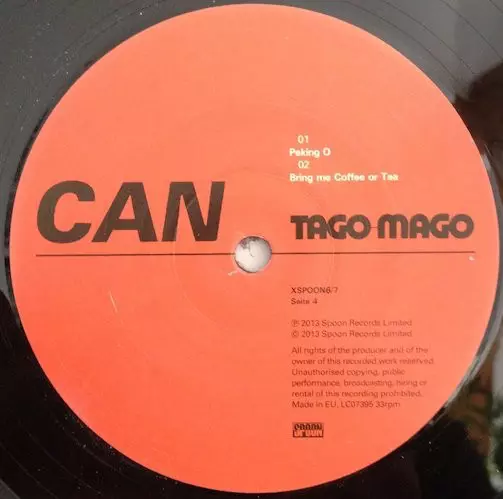 01
Peking O
02
Bring me Coffee or Tea
CAN
TAGO MAGO
XSPOON6/7
Seite 4
℗ 2013 Spoon Records Limited
© 2013 Spoon Records Limited
All rights of the producer and of the
owner of this recorded work reserved.
Unauthorised copying, public
performance, broadcasting, hiring or
rental of this recording prohibited.
Made in EU, LC07395 33rpm
SPOON